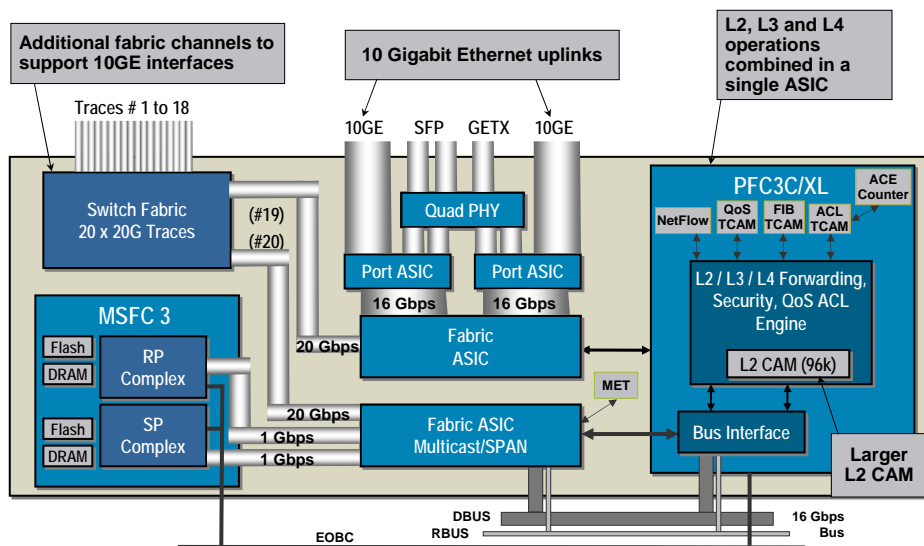 Additional fabric channels to
support 10GE interfaces
10 Gigabit Ethernet uplinks
L2, L3 and L4
operations
combined in a
single ASIC
Traces # 1 to 18
10GE
SFP
GETX
10GE
Switch Fabric
20 x 20G Traces
(#19)
(#20)
Quad PHY
Port ASIC
Port ASIC
16 Gbps
16 Gbps
PFC3C/XL
ACE
Counter
NetFlow
QoS
TCAM
FIB
TCAM
ACL
TCAM
L2 / L3 / L4 Forwarding,
Security, QoS ACL
Engine
L2 CAM (96k)
MSFC 3
Flash
DRAM
RP
Complex
Flash
DRAM
SP
Complex
20 Gbps
Fabric
ASIC
MET
20 Gbps
1 Gbps
1 Gbps
Fabric ASIC
Multicast/SPAN
Bus Interface
Larger
L2 CAM
DBUS
16 Gbps
RBUS
Bus
EOBC